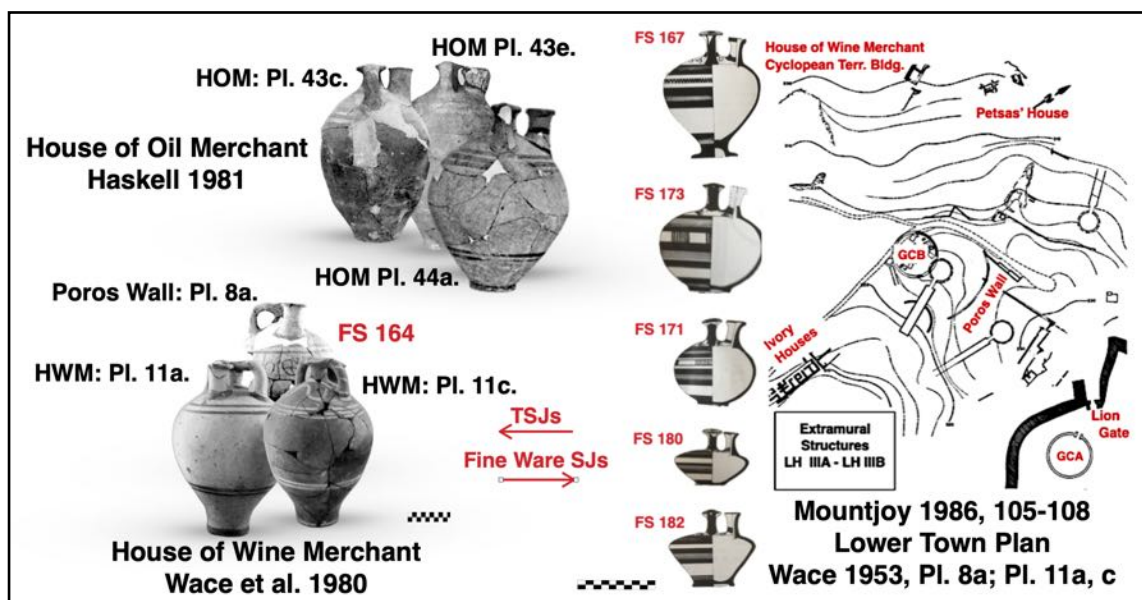 HOM Pl. 43e.
HOM: Pl. 43c.
House of Oil Merchant
Haskell 1981
HOM Pl. 44a.
Poros Wall: Pl. 8a.
FS 164
HWM: Pl. 11a.
HWM: Pl. 11c.
TSJs
Fine Ware SJs
House of Wine Merchant
Wace et al. 1980
FS 167
FS 173
FS 171
FS 180
FS 182
House of Wine Merchant
Cyclopean Terr. Bldg.
Petsas' House
GCB
Poros Wall
Ivory
Houses
Lion
Gate
GCA
Extramural
Structures
LH IIIA - LH IIIB
Mountjoy 1986, 105-108
Lower Town Plan
Wace 1953, Pl. 8a; Pl. 11a, c